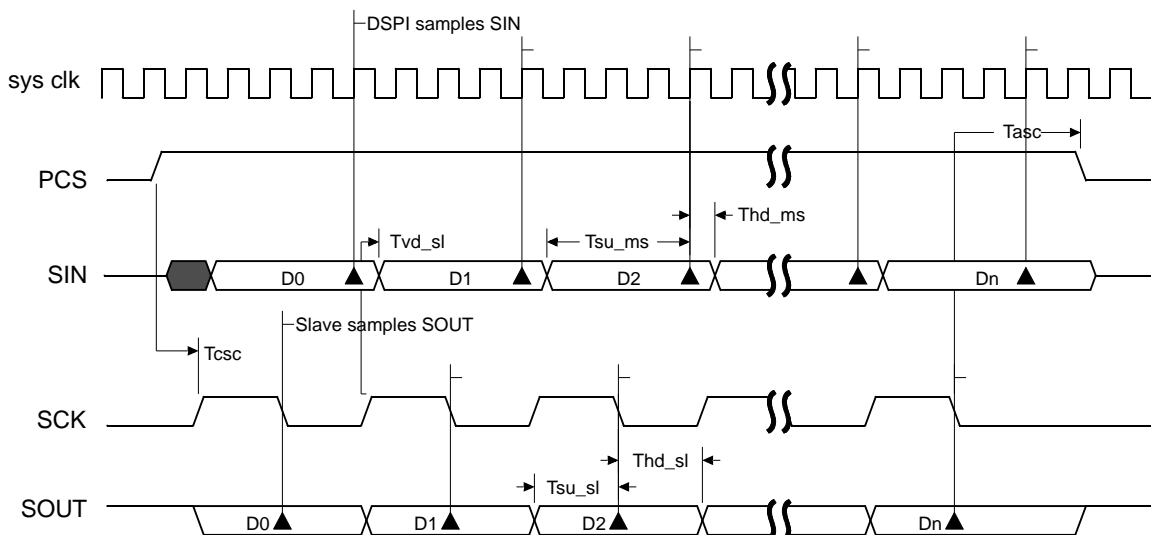 DSPI samples SIN
sys clk
Tasc
PCS
Thd_ms
Tvd_sl
Tsu_ms
SIN
D0
D1
D2
Dn
Slave samples SOUT
Tcsc
SCK
Thd_sl
Tsu_sl
SOUT
D0
D1
D2
Dn